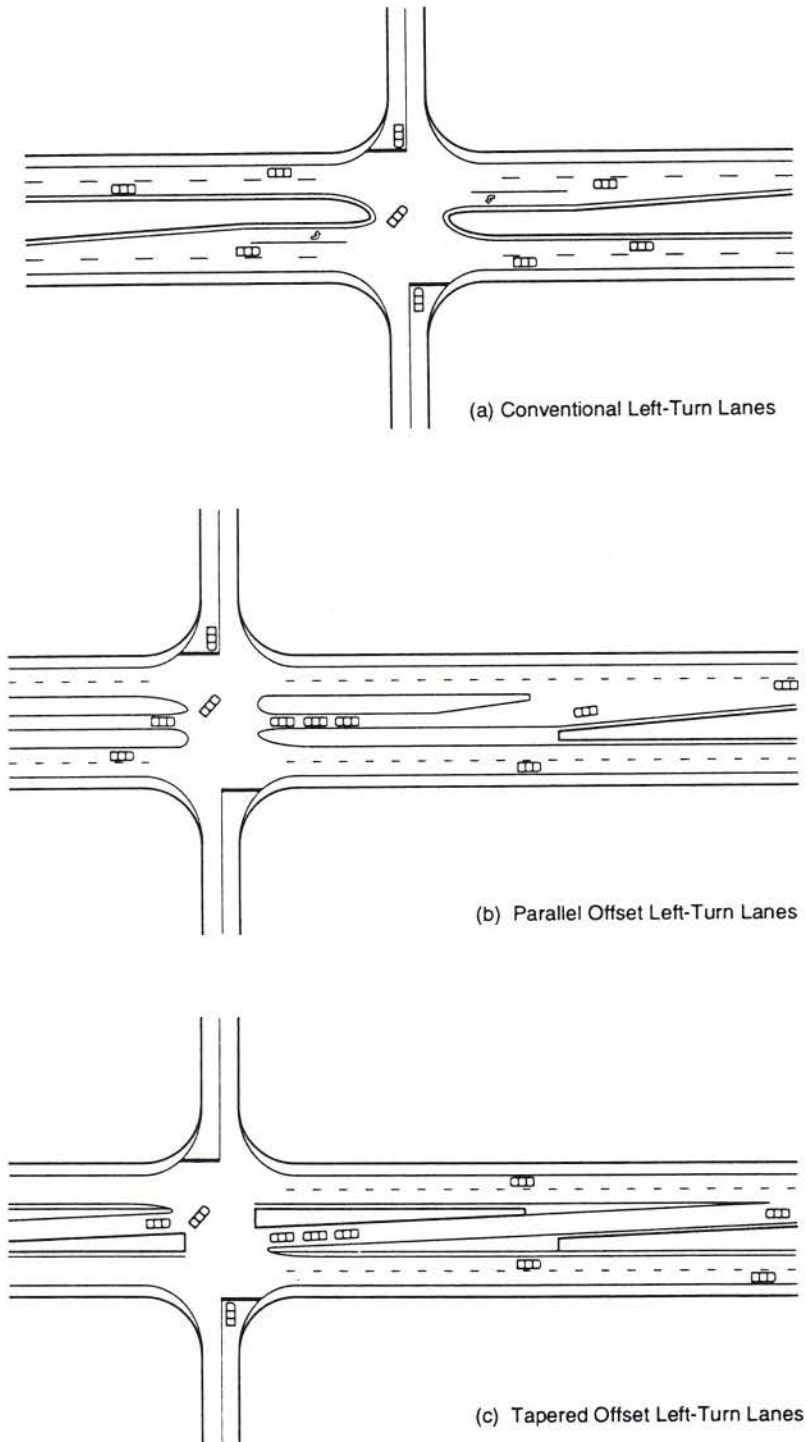 (a) Conventional Left-Turn Lanes
(b) Parallel Offset Left-Turn Lanes
(c) Tapered Offset Left-Turn Lanes